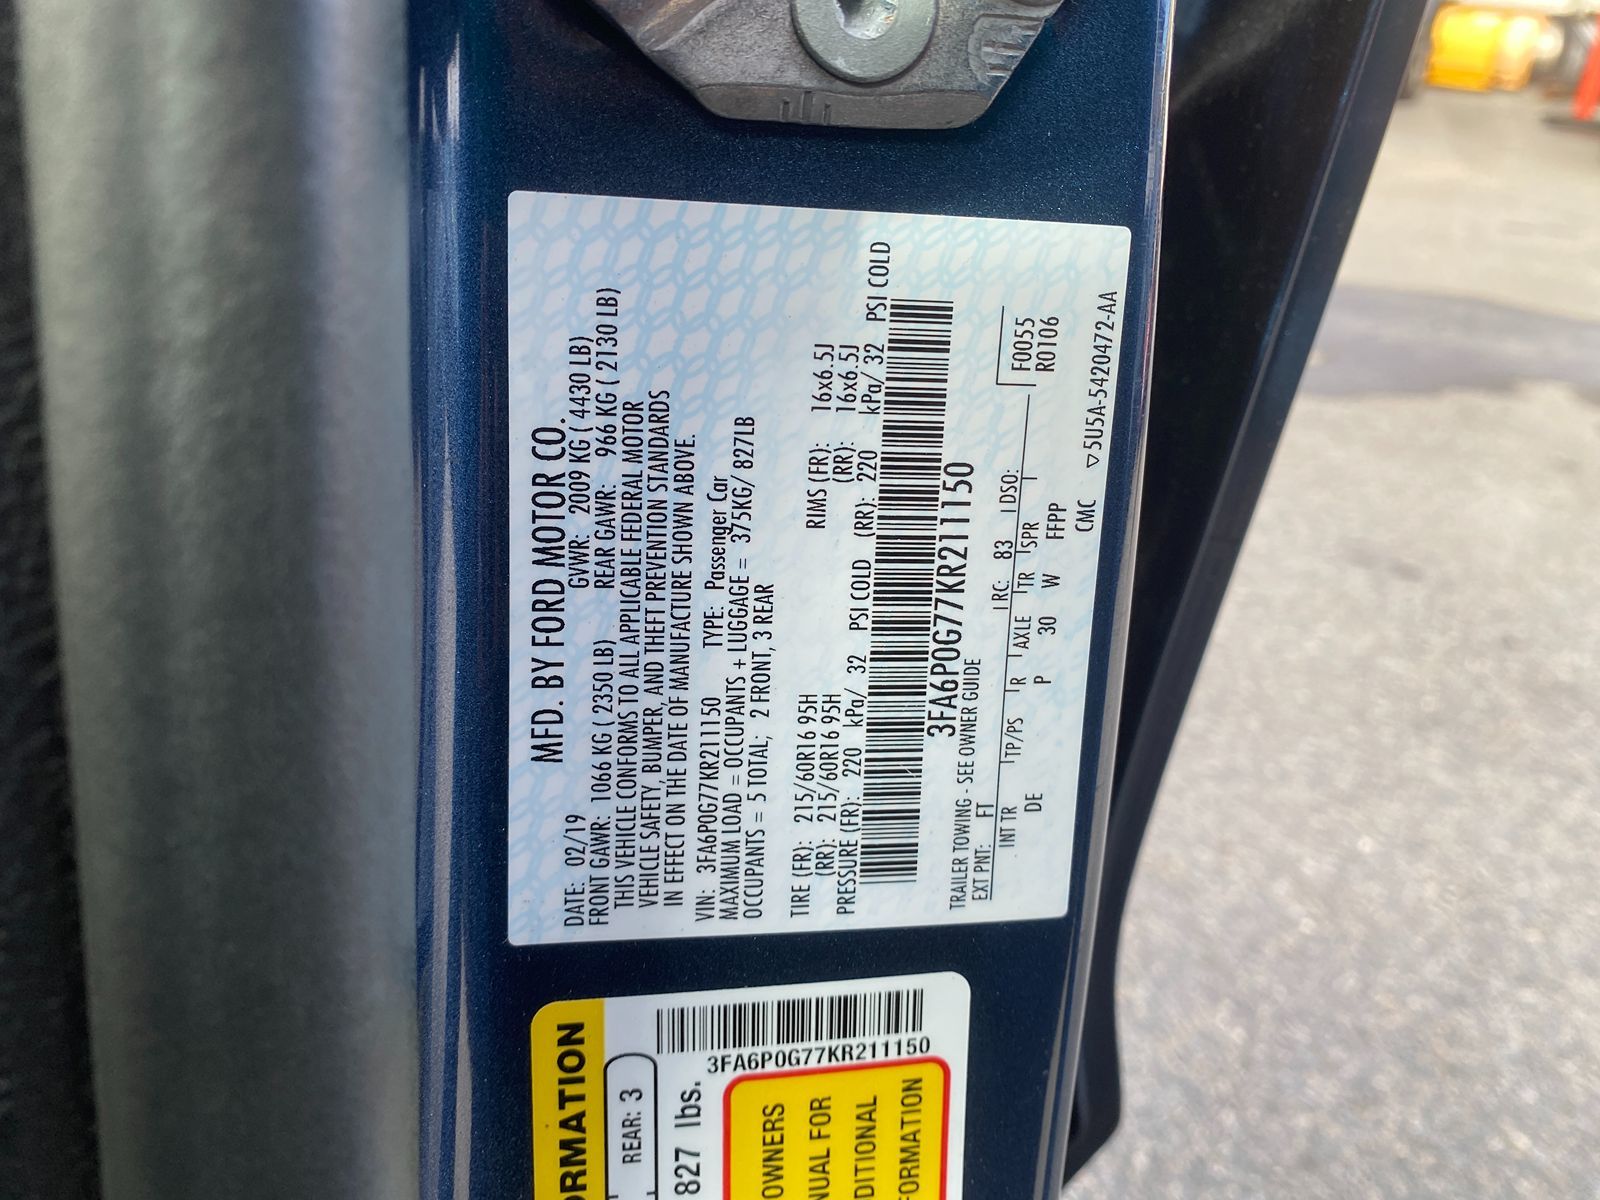 MFD. BY FORD MOTOR CO.
DATE: 02/19 GVWR: 2009 KG ( 4430 LB)
FRONT GAWR: 1066 KG ( 2350 LB) REAR GAWR: 966 KG ( 2130 LB)
THIS VEHICLE CONFORMS TO ALL APPLICABLE FEDERAL MOTOR
VEHICLE SAFETY, BUMPER, AND THEFT PREVENTION STANDARDS
IN EFFECT ON THE DATE OF MANUFACTURE SHOWN ABOVE.
VIN: 3FA6P0G77KR211150 TYPE: Passenger Car
MAXIMUM LOAD = OCCUPANTS + LUGGAGE = 375KG/ 827LB
OCCUPANTS = 5 TOTAL; 2 FRONT, 3 REAR
TIRE (FR): 215/60R16 95H RIMS (FR): 16x6.5J
(RR): 215/60R16 95H (RR): 16x6.5J
PRESSURE (FR): 220 kPa/ 32 PSI COLD (RR): 220 kPa/ 32 PSI COLD
3FA6P0G77KR211150
TRAILER TOWING - SEE OWNER GUIDE
EXT PNT: FT RC: 83 DSO: F0055
INT TR TP/PS R AXLE TR SPR R0106
DE P 30 W FFPP
CMC ▽5U5A-5420472-AA
ORMATION
REAR: 3
827 lbs.
3FA6P0G77KR211150
OWNERS
NUAL FOR
DITIONAL
FORMATION